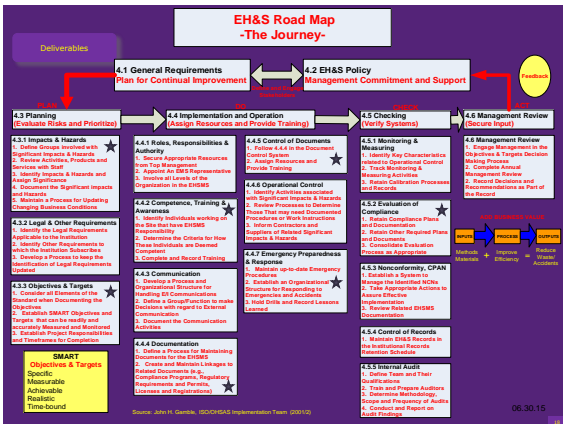 EH&S Road Map
-The Journey-
Deliverables
4.1 General Requirements
Plan for Continual Improvement
4.2 EH&S Policy
Management Commitment and Support
Feedback
PLAN
DO
CHECK
ACT
4.3 Planning
(Evaluate Risks and Prioritize)
4.4 Implementation and Operation
(Assign Resources and Provide Training)
4.5 Checking
(Verify Systems)
4.6 Management Review
(Secure Input)
4.3.1 Impacts & Hazards
1. Define Groups involved with
Significant Impacts & Hazards
2. Review Activities, Products and
Services with Staff
3. Identify Impacts & Hazards and
Assign Significance
4. Document the Significant impacts
and Hazards
5. Maintain a Process for Updating
Changing Business Conditions
4.3.2 Legal & Other Requirements
1. Identify the Legal Requirements
Applicable to the Institution
2. Identify Other Requirements to
which the Institution Subscribes
3. Develop a Process to keep the
Identification of Legal Requirements
Updated
4.3.3 Objectives & Targets
1. Consider all Elements of the
Standard when Documenting the
Objectives
2. Establish SMART Objectives and
Targets that can be readily and
accurately Measured and Monitored
3. Establish Project Responsibilities
and Timeframes for Completion
SMART
Objectives & Targets
Specific
Measurable
Achievable
Realistic
Time-bound
4.4.1 Roles, Responsibilities &
Authority
1. Secure Appropriate Resources
from Top Management
2. Appoint An EMS Representative
3. Involve all Levels of the
Organization in the EHSMS
4.4.2 Competence, Training &
Awareness
1. Identify Individuals working on
the Site that have EHSMS
Responsibility
2. Determine the Criteria for How
These Individuals are Deemed
Competent
3. Complete and Record Training
4.4.3 Communication
1. Develop a Process and
Organizational Structure for
Handling E/I Communications
2. Define a Group/Function to make
Decisions with regard to External
Communication
3. Document the Communication
Activities
4.4.4 Documentation
1. Define a Process for Maintaining
Documents for the EHSMS
2. Create and Maintain Linkages to
Related Documents (e.g.,
Compliance Programs, Regulatory
Requirements and Permits,
Licenses and Registrations)
4.4.5 Control of Documents
1. Follow 4.4.4 in the Document
Control System
2. Assign Resources and
Provide Training
4.4.6 Operational Control
1. Identify Activities associated
with Significant Impacts & Hazards
2. Review Processes to Determine
Those That may need Documented
Procedures or Work Instructions
3. Inform Contractors and
Suppliers of Related Significant
Impacts & Hazards
4.4.7 Emergency Preparedness
& Response
1. Maintain up-to-date Emergency
Procedures
2. Establish an Organizational
Structure for Responding to
Emergencies and Accidents
3. Hold Drills and Record Lessons
Learned
4.5.1 Monitoring &
Measuring
1. Identify Key Characteristics
related to Operational Control
2. Track Monitoring &
Measuring Activities
3. Retain Calibration Processes
and Records
4.5.2 Evaluation of
Compliance
1. Retain Compliance Plans
and Documentation
2. Retain Other Required Plans
and Documents
3. Consolidate Evaluation
Process as Appropriate
4.5.3 Nonconformity, CPAN
1. Establish a System to
Manage the Identified NCNs
2. Take Appropriate Actions to
Assure Effective
Implementation
3. Review Related EHSMS
Documentation
4.5.4 Control of Records
1. Maintain EH&S Records in
the Institutional Records
Retention Schedule
4.5.5 Internal Audit
1. Define Team and Their
Qualifications
2. Train and Prepare Auditors
3. Determine Methodology,
Scope and Frequency of Audits
4. Conduct and Report on
Audit Findings
4.6 Management Review
1. Engage Management in the
Objectives & Targets Decision
Making Process
2. Complete Annual
Management Review
3. Record Decisions and
Recommendations as Part of
the Record
INPUTS
PROCESS
OUTPUTS
Methods
Materials
+
Improve
Efficiency
=
Reduce
Waste/
Accidents
Source: John H. Gamble, ISO/OHSAS Implementation Team (2001/2)
06.30.15